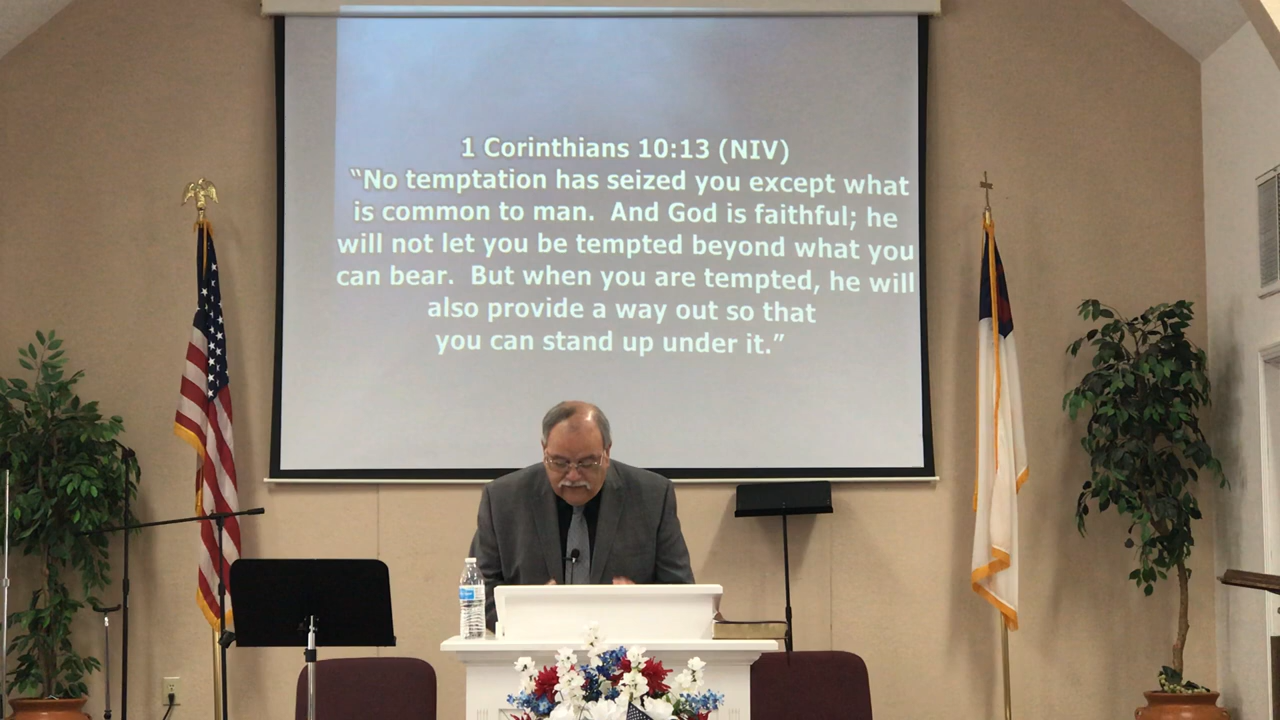 1 Corinthians 10:13 (NIV)
“No temptation has seized you except what
is common to man.  And God is faithful; he
will not let you be tempted beyond what you
can bear.  But when you are tempted, he will
also provide a way out so that
you can stand up under it.”